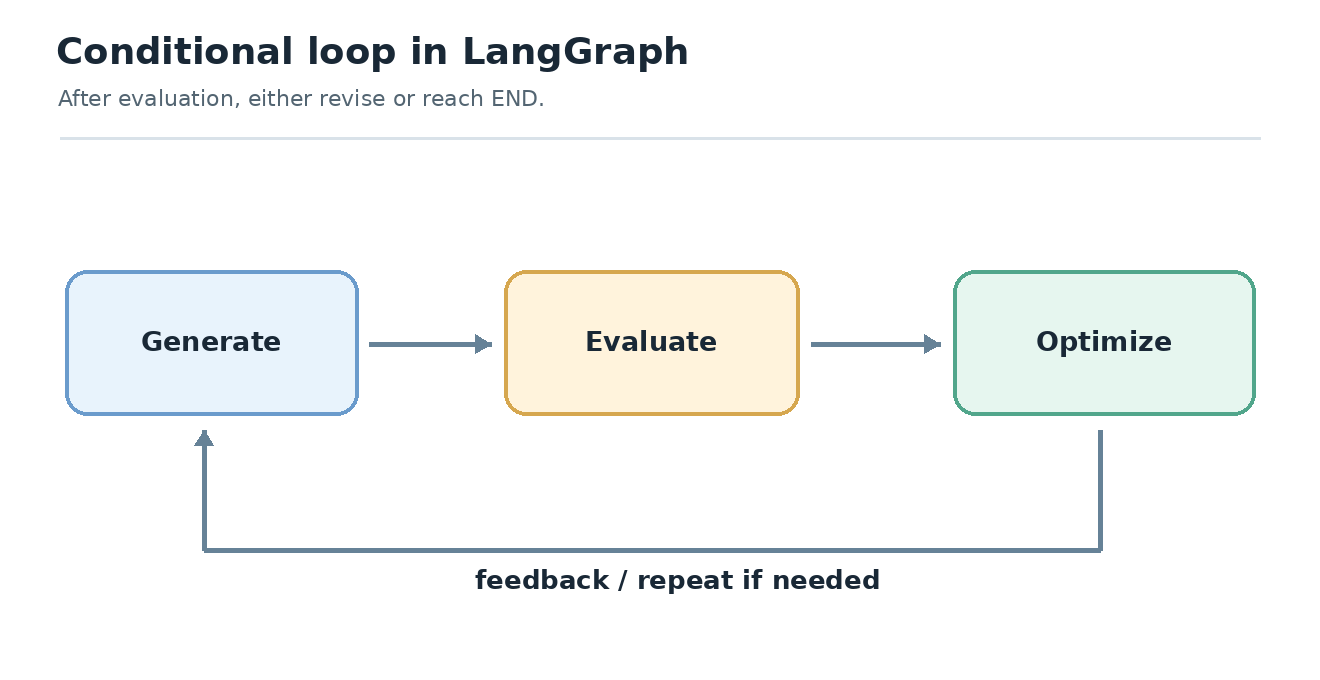 Conditional loop in LangGraph
After evaluation, either revise or reach END.
Generate
Evaluate
Optimize
feedback / repeat if needed